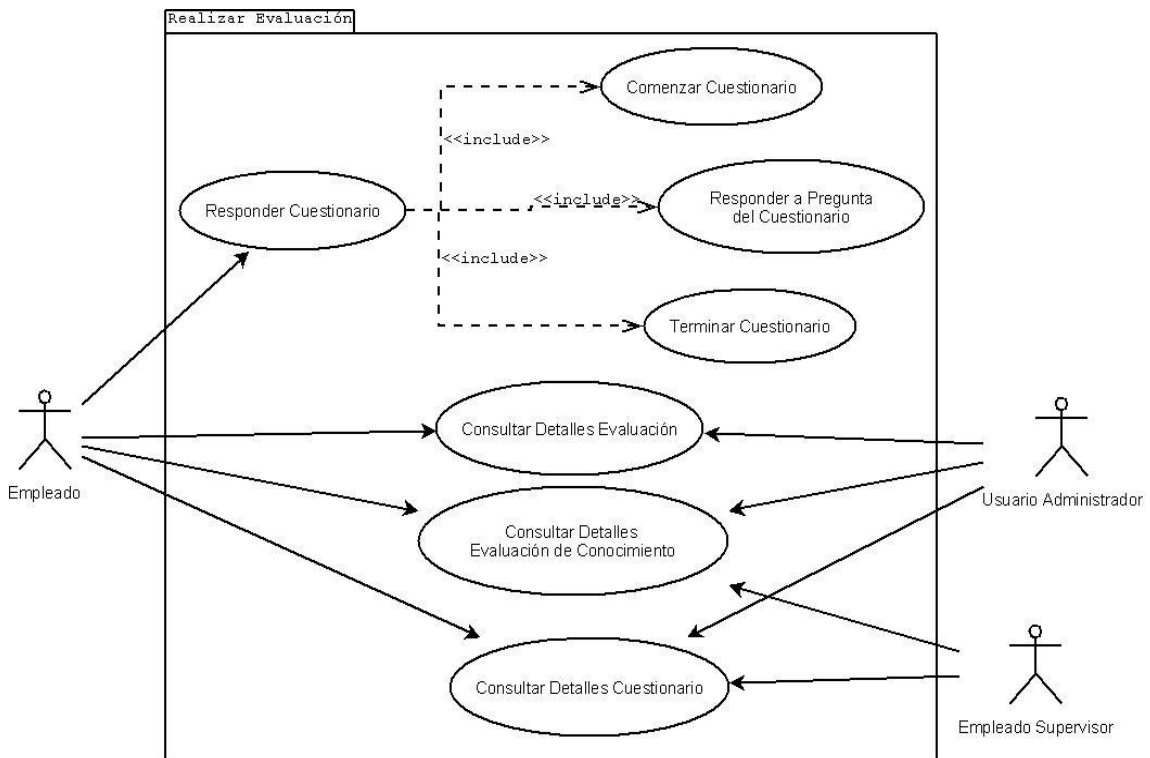 Realizar Evaluación
Comenzar Cuestionario
<<include>>
Responder Cuestionario
<<include>>
Responder a Pregunta
del Cuestionario
<<include>>
Terminar Cuestionario
Consultar Detalles Evaluación
Empleado
Usuario Administrador
Consultar Detalles
Evaluación de Conocimiento
Consultar Detalles Cuestionario
Empleado Supervisor